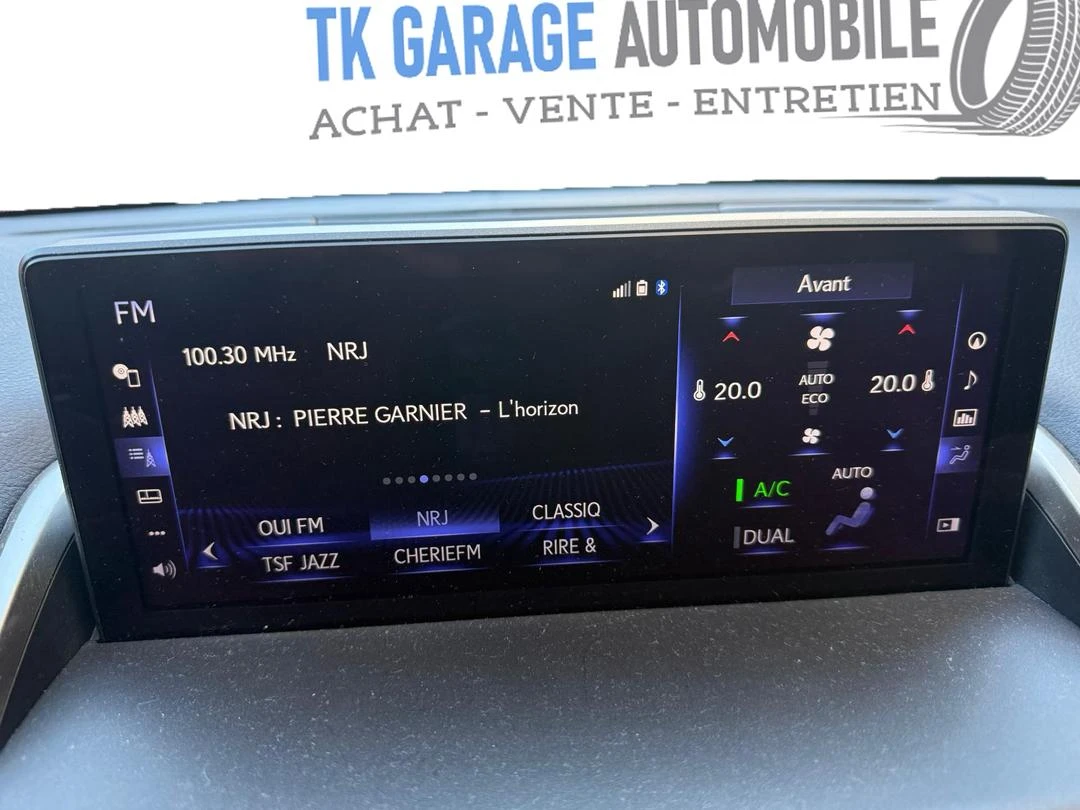 TK GARAGE AUTOMOBILE
ACHAT - VENTE - ENTRETIEN
FM
100.30 MHz NRJ
NRJ : PIERRE GARNIER - L'horizon
OUI FM NRJ CLASSIQ
TSF JAZZ CHERIEFM RIRE &
Avant
20.0 AUTO 20.0
ECO
A/C AUTO
DUAL